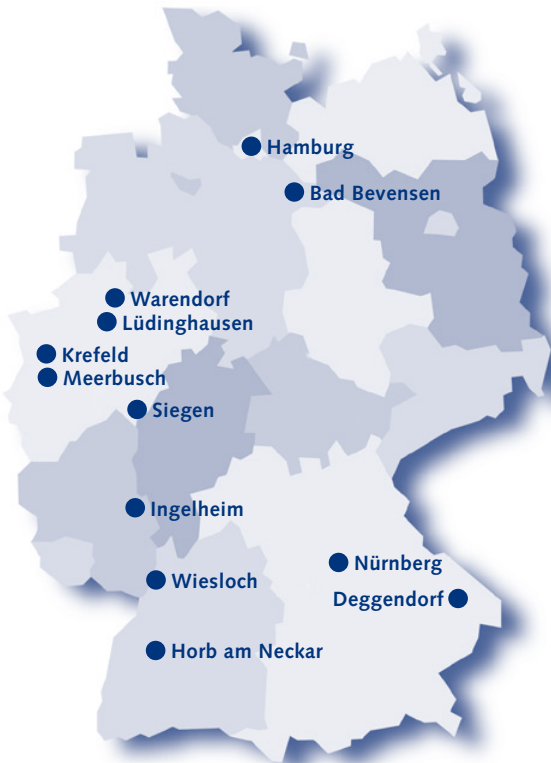 Hamburg
Bad Bevensen
Warendorf
Lüdinghausen
Krefeld
Meerbusch
Siegen
Ingelheim
Nürnberg
Wiesloch
Deggendorf
Horb am Neckar